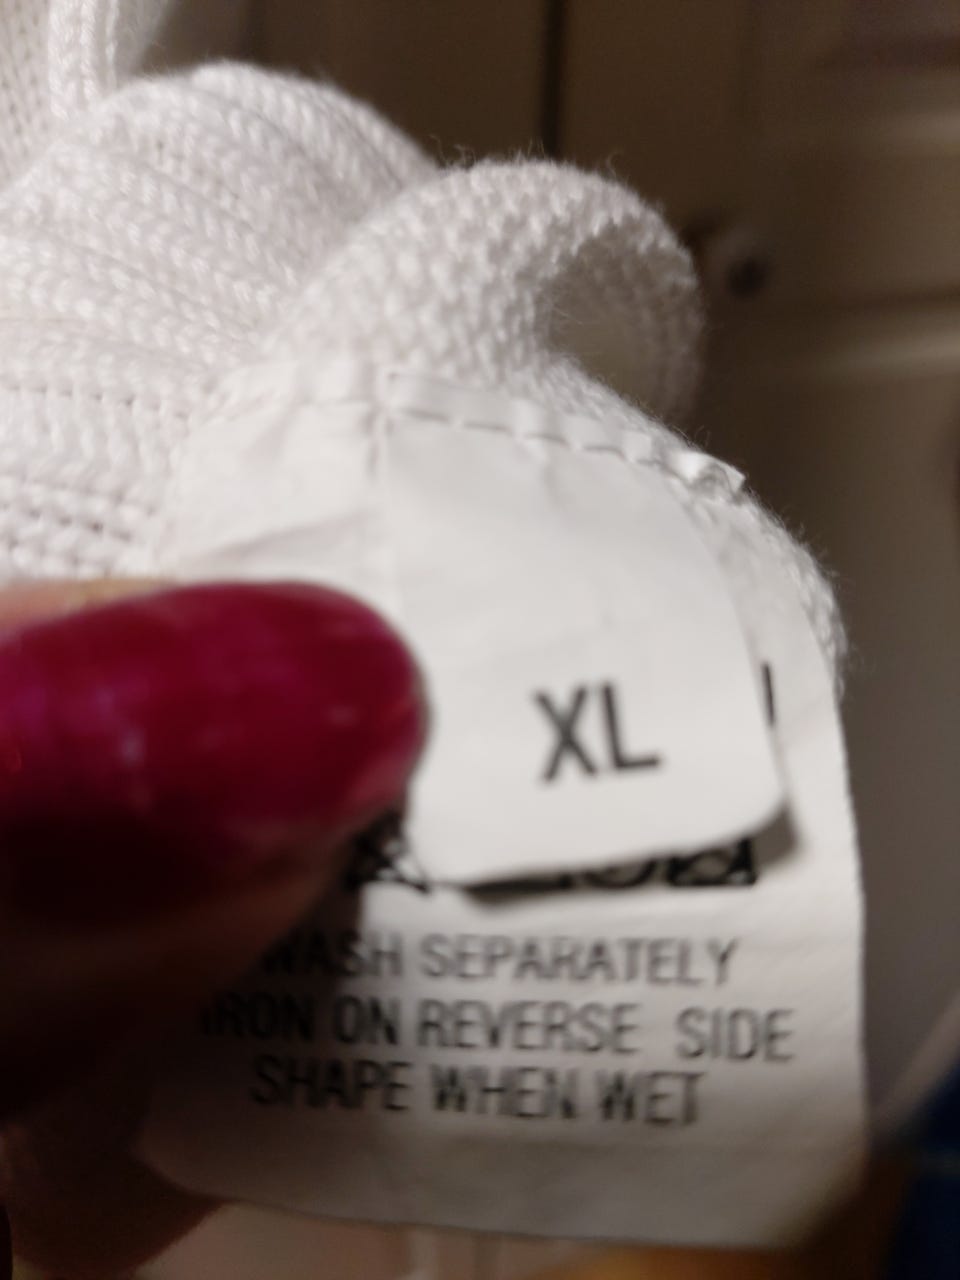 XL
WASH SEPARATELY
IRON ON REVERSE SIDE
SHAPE WHEN WET